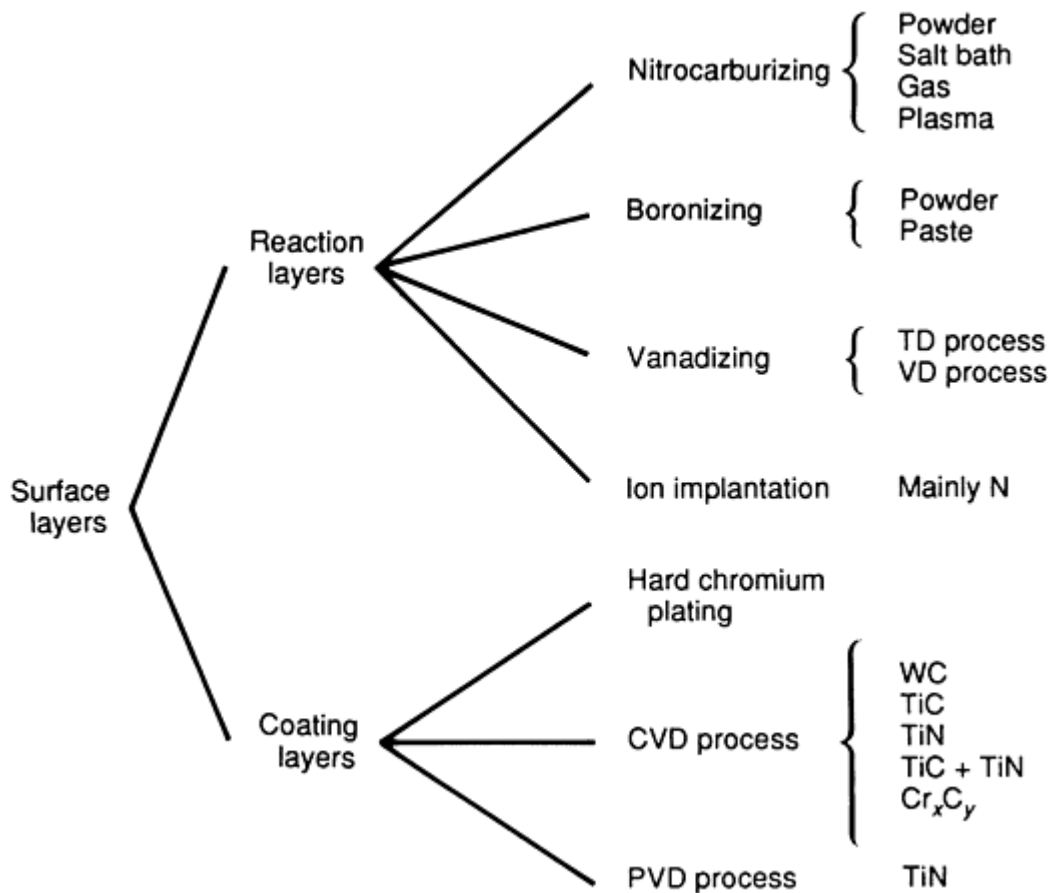 Surface
layers
Reaction
layers
Nitrocarburizing
Powder
Salt bath
Gas
Plasma
Boronizing
Powder
Paste
Vanadizing
TD process
VD process
Ion implantation
Mainly N
Coating
layers
Hard chromium
plating
CVD process
WC
TiC
TiN
TiC + TiN
CrxCy
PVD process
TiN